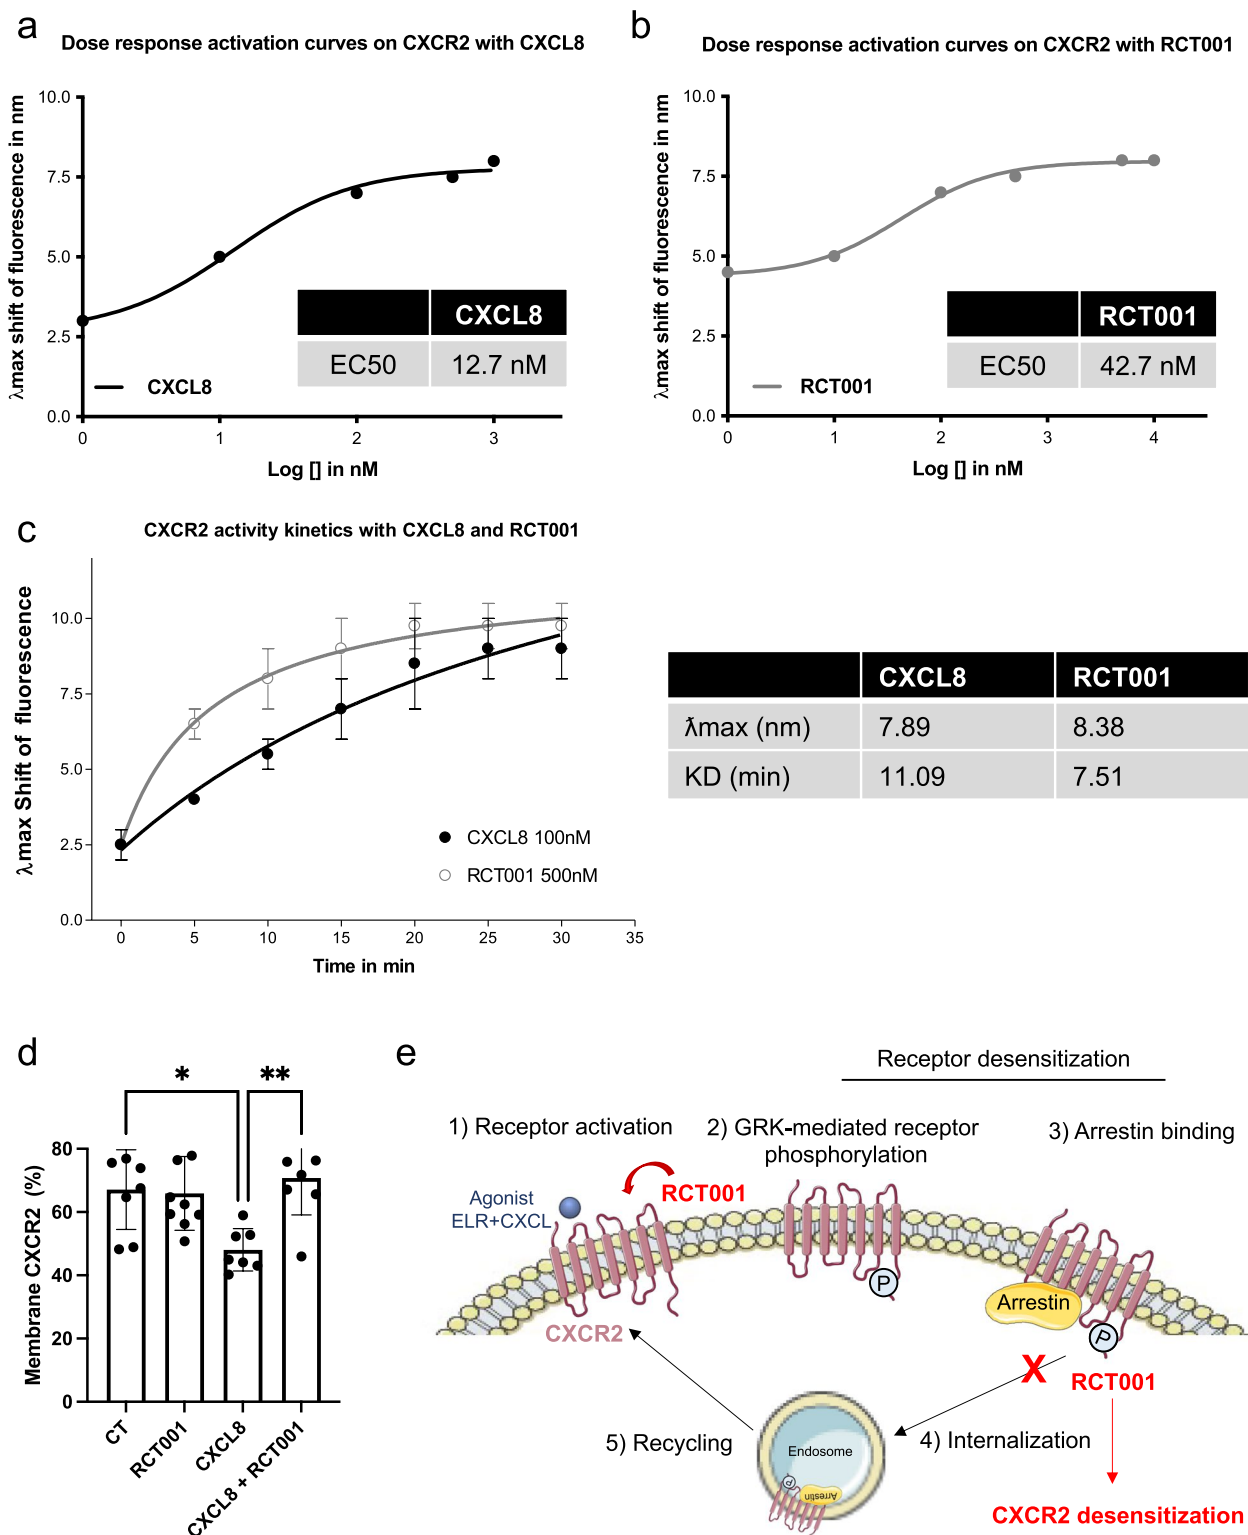 a
Dose response activation curves on CXCR2 with CXCL8
λmax shift of fluorescence in nm
10.0
7.5
5.0
2.5
0.0
0
1
2
3
Log [] in nM
CXCL8
CXCL8
EC50
12.7 nM
b
Dose response activation curves on CXCR2 with RCT001
λmax shift of fluorescence in nm
10.0
7.5
5.0
2.5
0.0
0
1
2
3
4
Log [] in nM
RCT001
RCT001
EC50
42.7 nM
c
CXCR2 activity kinetics with CXCL8 and RCT001
λmax Shift of fluorescence
10.0
7.5
5.0
2.5
0.0
0
5
10
15
20
25
30
35
Time in min
CXCL8 100nM
RCT001 500nM
CXCL8
RCT001
λmax (nm)
7.89
8.38
KD (min)
11.09
7.51
d
*
**
Membrane CXCR2 (%)
80
60
40
20
0
CT
RCT001
CXCL8
CXCL8 + RCT001
e
Receptor desensitization
1) Receptor activation
2) GRK-mediated receptor
phosphorylation
3) Arrestin binding
RCT001
Agonist
ELR+CXCL
CXCR2
P
Arrestin
P
X
RCT001
4) Internalization
5) Recycling
Endosome
P
Arrestin
CXCR2 desensitization